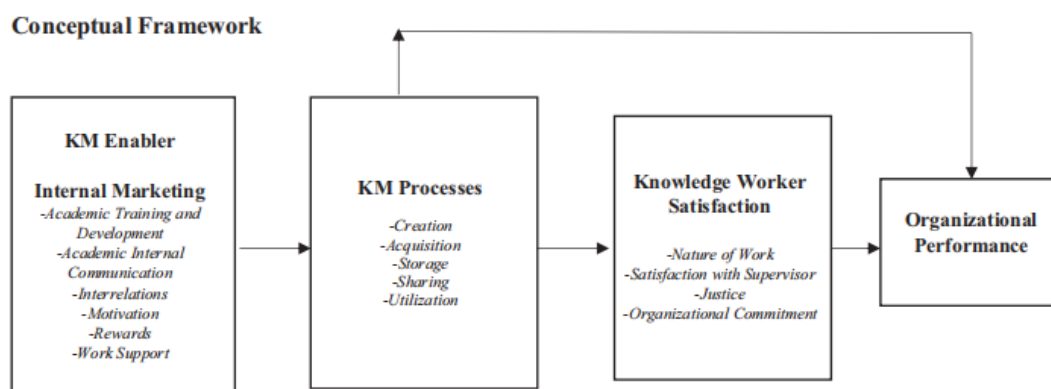 Conceptual Framework
KM Enabler
Internal Marketing
-Academic Training and
Development
-Academic Internal
Communication
-Interrelations
-Motivation
-Rewards
-Work Support
KM Processes
-Creation
-Acquisition
-Storage
-Sharing
-Utilization
Knowledge Worker
Satisfaction
-Nature of Work
-Satisfaction with Supervisor
-Justice
-Organizational Commitment
Organizational
Performance